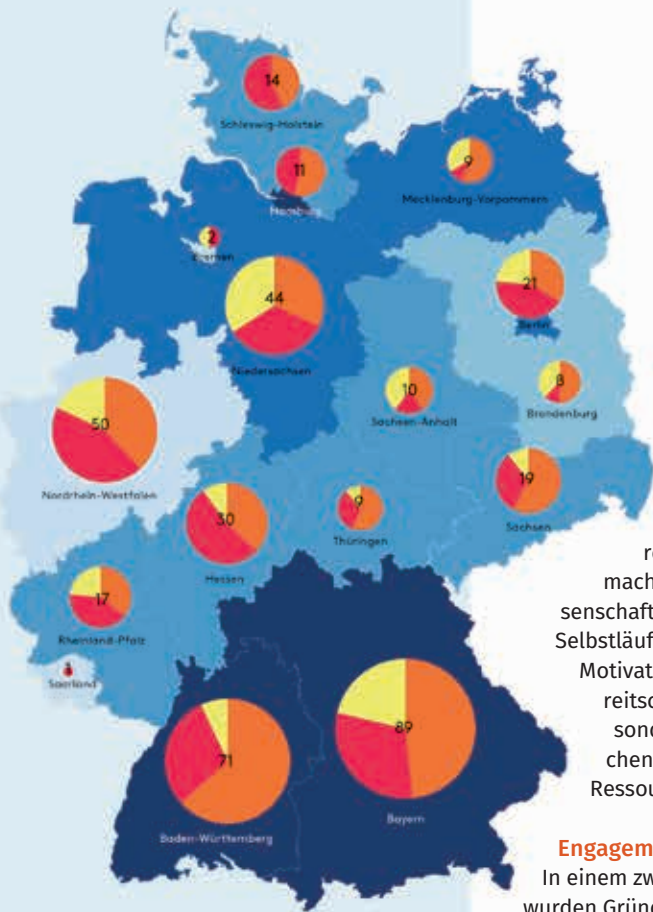 14
Schleswig-Holstein
11
Hamburg
9
Mecklenburg-Vorpommern
2
Bremen
44
Niedersachsen
21
Berlin
8
Brandenburg
10
Sachsen-Anhalt
50
Nordrhein-Westfalen
19
Sachsen
30
Hessen
9
Thüringen
17
Rheinland-Pfalz
Saarland
71
Baden-Württemberg
89
Bayern
mach
senschaft
Selbstläuf
Motivat
reitsc
sond
chen
Ressou
Engagem
In einem zw
wurden Gründ